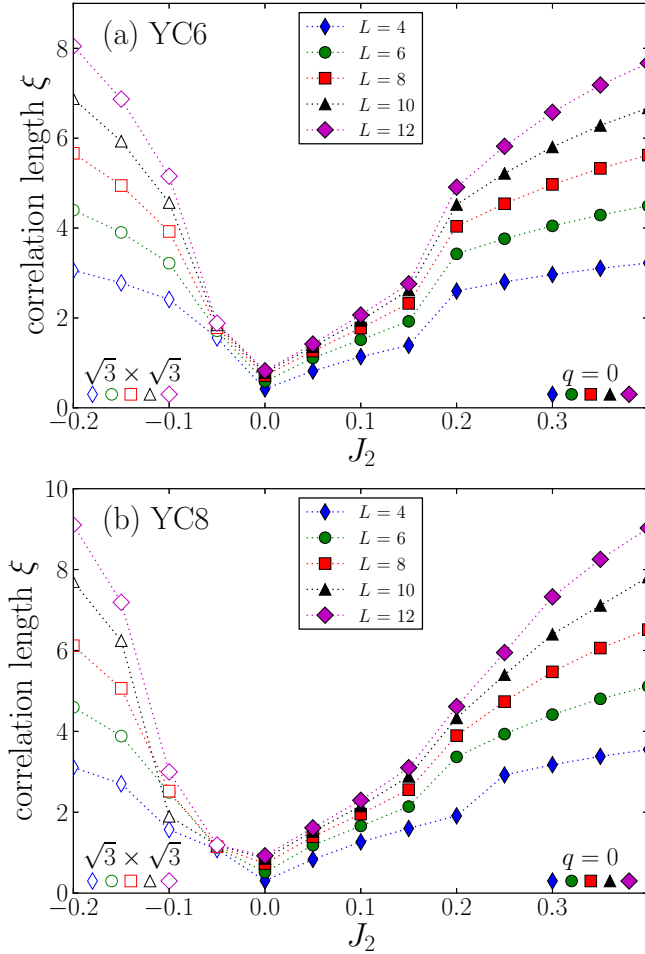 (a) YC6
L = 4
L = 6
L = 8
L = 10
L = 12
correlation length ξ
8
6
4
2
0
√3 × √3
q = 0
−0.2 −0.1 0.0 0.1 0.2 0.3
J₂
(b) YC8
L = 4
L = 6
L = 8
L = 10
L = 12
correlation length ξ
10
8
6
4
2
0
√3 × √3
q = 0
−0.2 −0.1 0.0 0.1 0.2 0.3
J₂